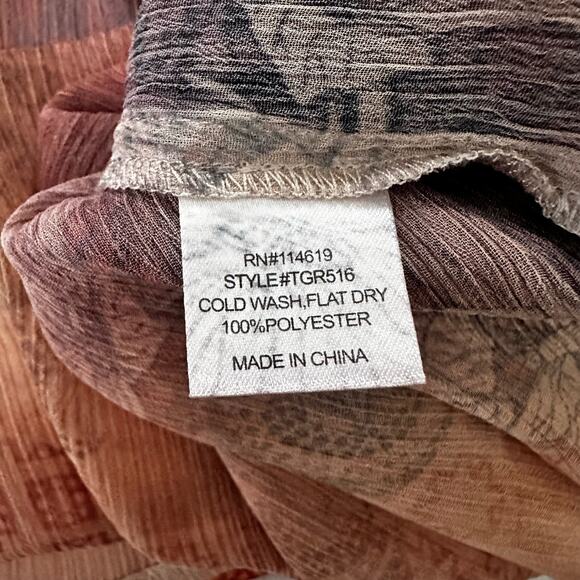 RN#114619
STYLE#TGR516
COLD WASH,FLAT DRY
100%POLYESTER
MADE IN CHINA